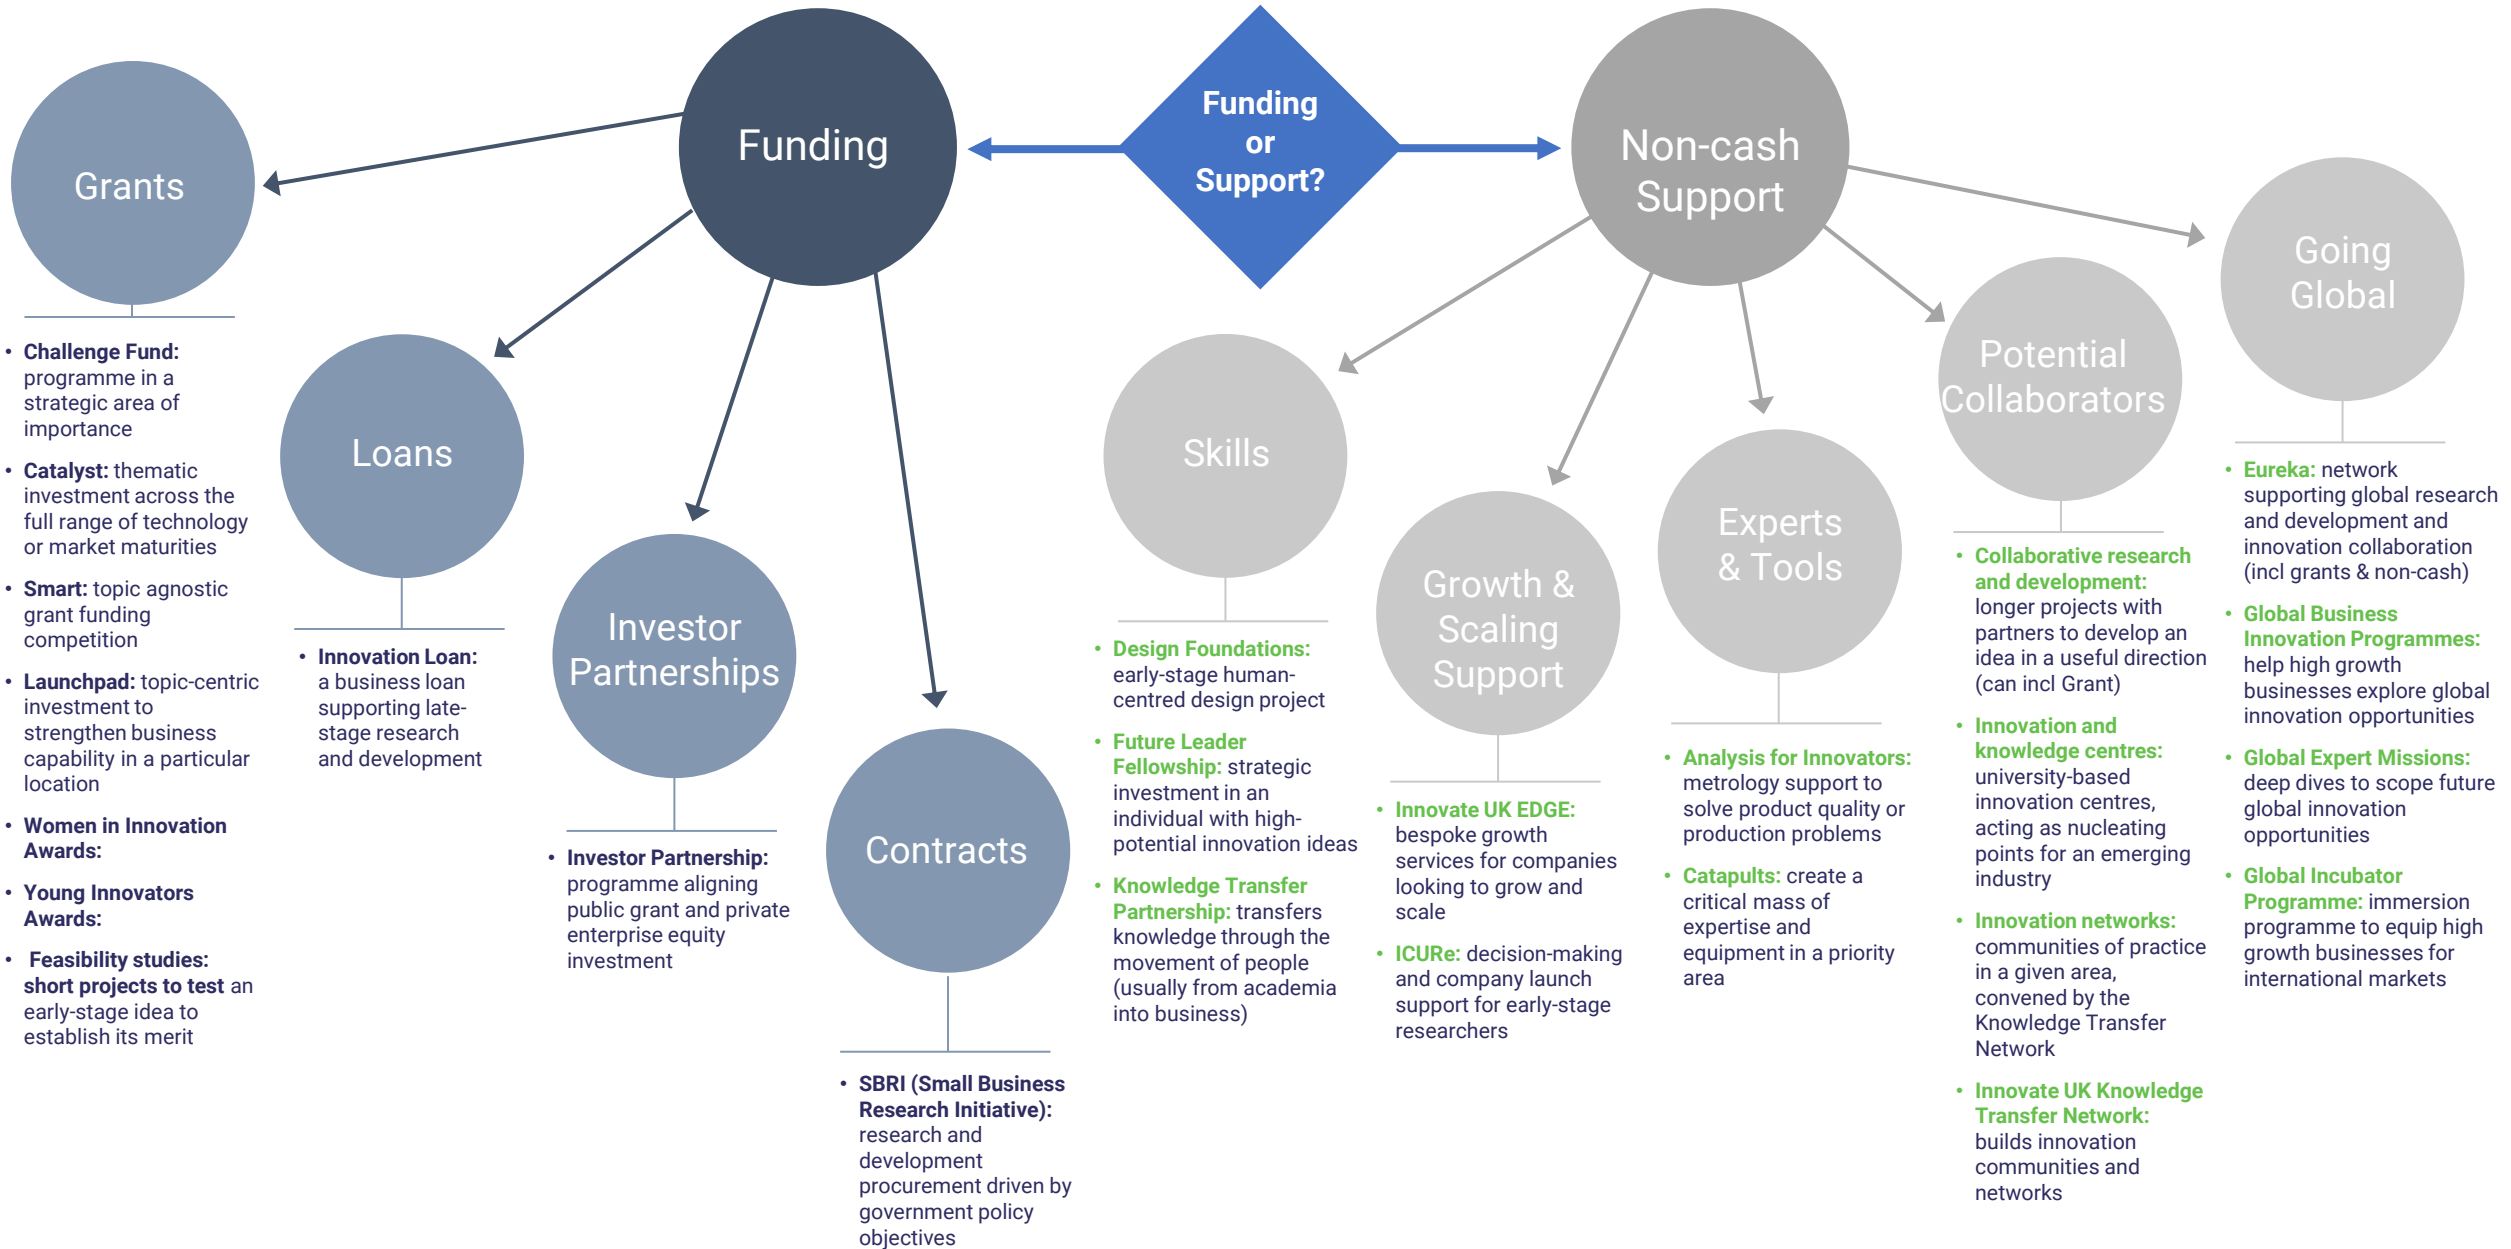 Funding
or
Support?
Funding
Grants
• Challenge Fund:
programme in a
strategic area of
importance
• Catalyst: thematic
investment across the
full range of technology
or market maturities
• Smart: topic agnostic
grant funding
competition
• Launchpad: topic-centric
investment to
strengthen business
capability in a particular
location
• Women in Innovation
Awards:
• Young Innovators
Awards:
• Feasibility studies:
short projects to test an
early-stage idea to
establish its merit
Loans
• Innovation Loan:
a business loan
supporting late-
stage research
and development
Investor
Partnerships
• Investor Partnership:
programme aligning
public grant and private
enterprise equity
investment
Contracts
• SBRI (Small Business
Research Initiative):
research and
development
procurement driven by
government policy
objectives
Non-cash
Support
Skills
• Design Foundations:
early-stage human-
centred design project
• Future Leader
Fellowship: strategic
investment in an
individual with high-
potential innovation ideas
• Knowledge Transfer
Partnership: transfers
knowledge through the
movement of people
(usually from academia
into business)
Growth &
Scaling
Support
• Innovate UK EDGE:
bespoke growth
services for companies
looking to grow and
scale
• ICURe: decision-making
and company launch
support for early-stage
researchers
Experts
& Tools
• Analysis for Innovators:
metrology support to
solve product quality or
production problems
• Catapults: create a
critical mass of
expertise and
equipment in a priority
area
Potential
Collaborators
• Collaborative research
and development:
longer projects with
partners to develop an
idea in a useful direction
(can incl Grant)
• Innovation and
knowledge centres:
university-based
innovation centres,
acting as nucleating
points for an emerging
industry
• Innovation networks:
communities of practice
in a given area,
convened by the
Knowledge Transfer
Network
• Innovate UK Knowledge
Transfer Network:
builds innovation
communities and
networks
Going
Global
• Eureka: network
supporting global research
and development and
innovation collaboration
(incl grants & non-cash)
• Global Business
Innovation Programmes:
help high growth
businesses explore global
innovation opportunities
• Global Expert Missions:
deep dives to scope future
global innovation
opportunities
• Global Incubator
Programme: immersion
programme to equip high
growth businesses for
international markets